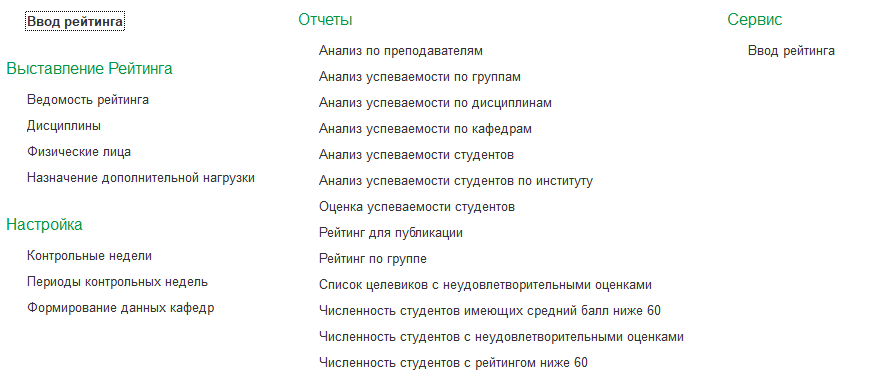 Ввод рейтинга
Выставление Рейтинга
Ведомость рейтинга
Дисциплины
Физические лица
Назначение дополнительной нагрузки
Настройка
Контрольные недели
Периоды контрольных недель
Формирование данных кафедр
Отчеты
Анализ по преподавателям
Анализ успеваемости по группам
Анализ успеваемости по дисциплинам
Анализ успеваемости по кафедрам
Анализ успеваемости студентов
Анализ успеваемости студентов по институту
Оценка успеваемости студентов
Рейтинг для публикации
Рейтинг по группе
Список целевиков с неудовлетворительными оценками
Численность студентов имеющих средний балл ниже 60
Численность студентов с неудовлетворительными оценками
Численность студентов с рейтингом ниже 60
Сервис
Ввод рейтинга